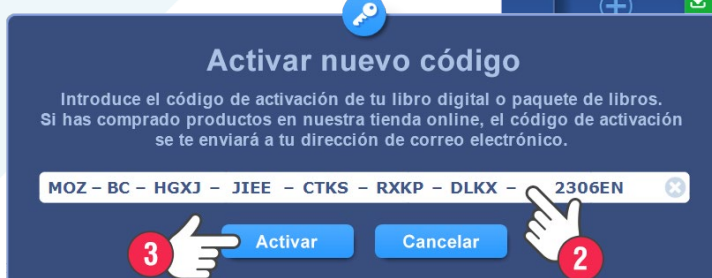 Activar nuevo código
Introduce el código de activación de tu libro digital o paquete de libros.
Si has comprado productos en nuestra tienda online, el código de activación
se te enviará a tu dirección de correo electrónico.
MOZ – BC – HGXJ – JIEE – CTKS – RXKP – DLKX – 2306EN
3 Activar Cancelar 2